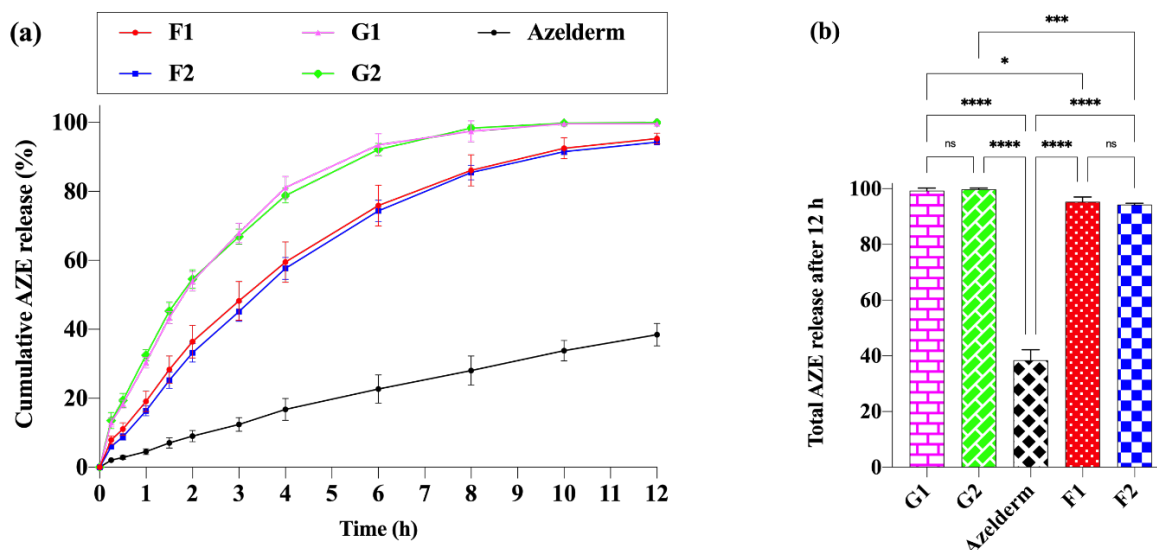 (a)
F1 G1 Azelderm
F2 G2
Cumulative AZE release (%)
100
80
60
40
20
0
0 1 2 3 4 5 6 7 8 9 10 11 12
Time (h)
(b)
***
*
**** ****
ns **** **** ns
Total AZE release after 12 h
100
80
60
40
20
0
G1 G2 Azelderm F1 F2